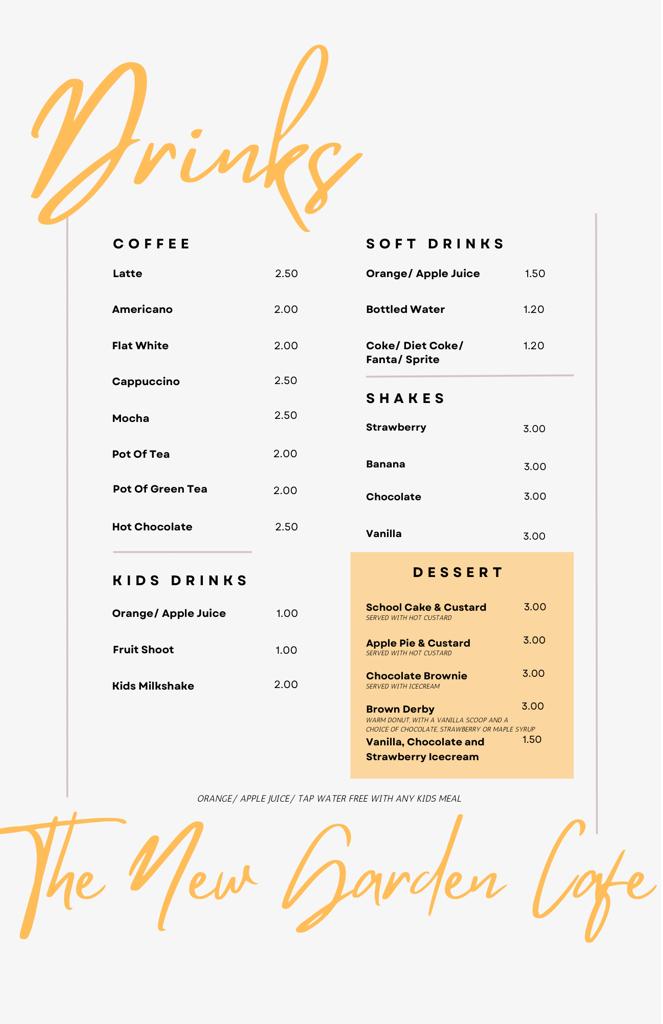 Drinks
COFFEE
Latte 2.50
Americano 2.00
Flat White 2.00
Cappuccino 2.50
Mocha 2.50
Pot Of Tea 2.00
Pot Of Green Tea 2.00
Hot Chocolate 2.50
KIDS DRINKS
Orange/ Apple Juice 1.00
Fruit Shoot 1.00
Kids Milkshake 2.00
SOFT DRINKS
Orange/ Apple Juice 1.50
Bottled Water 1.20
Coke/ Diet Coke/ 1.20
Fanta/ Sprite
SHAKES
Strawberry 3.00
Banana 3.00
Chocolate 3.00
Vanilla 3.00
DESSERT
School Cake & Custard 3.00
SERVED WITH HOT CUSTARD
Apple Pie & Custard 3.00
SERVED WITH HOT CUSTARD
Chocolate Brownie 3.00
SERVED WITH ICECREAM
Brown Derby 3.00
WARM DONUT, WITH A VANILLA SCOOP AND A
CHOICE OF CHOCOLATE, STRAWBERRY OR MAPLE SYRUP
Vanilla, Chocolate and 1.50
Strawberry Icecream
ORANGE/ APPLE JUICE/ TAP WATER FREE WITH ANY KIDS MEAL
The New Garden Cafe